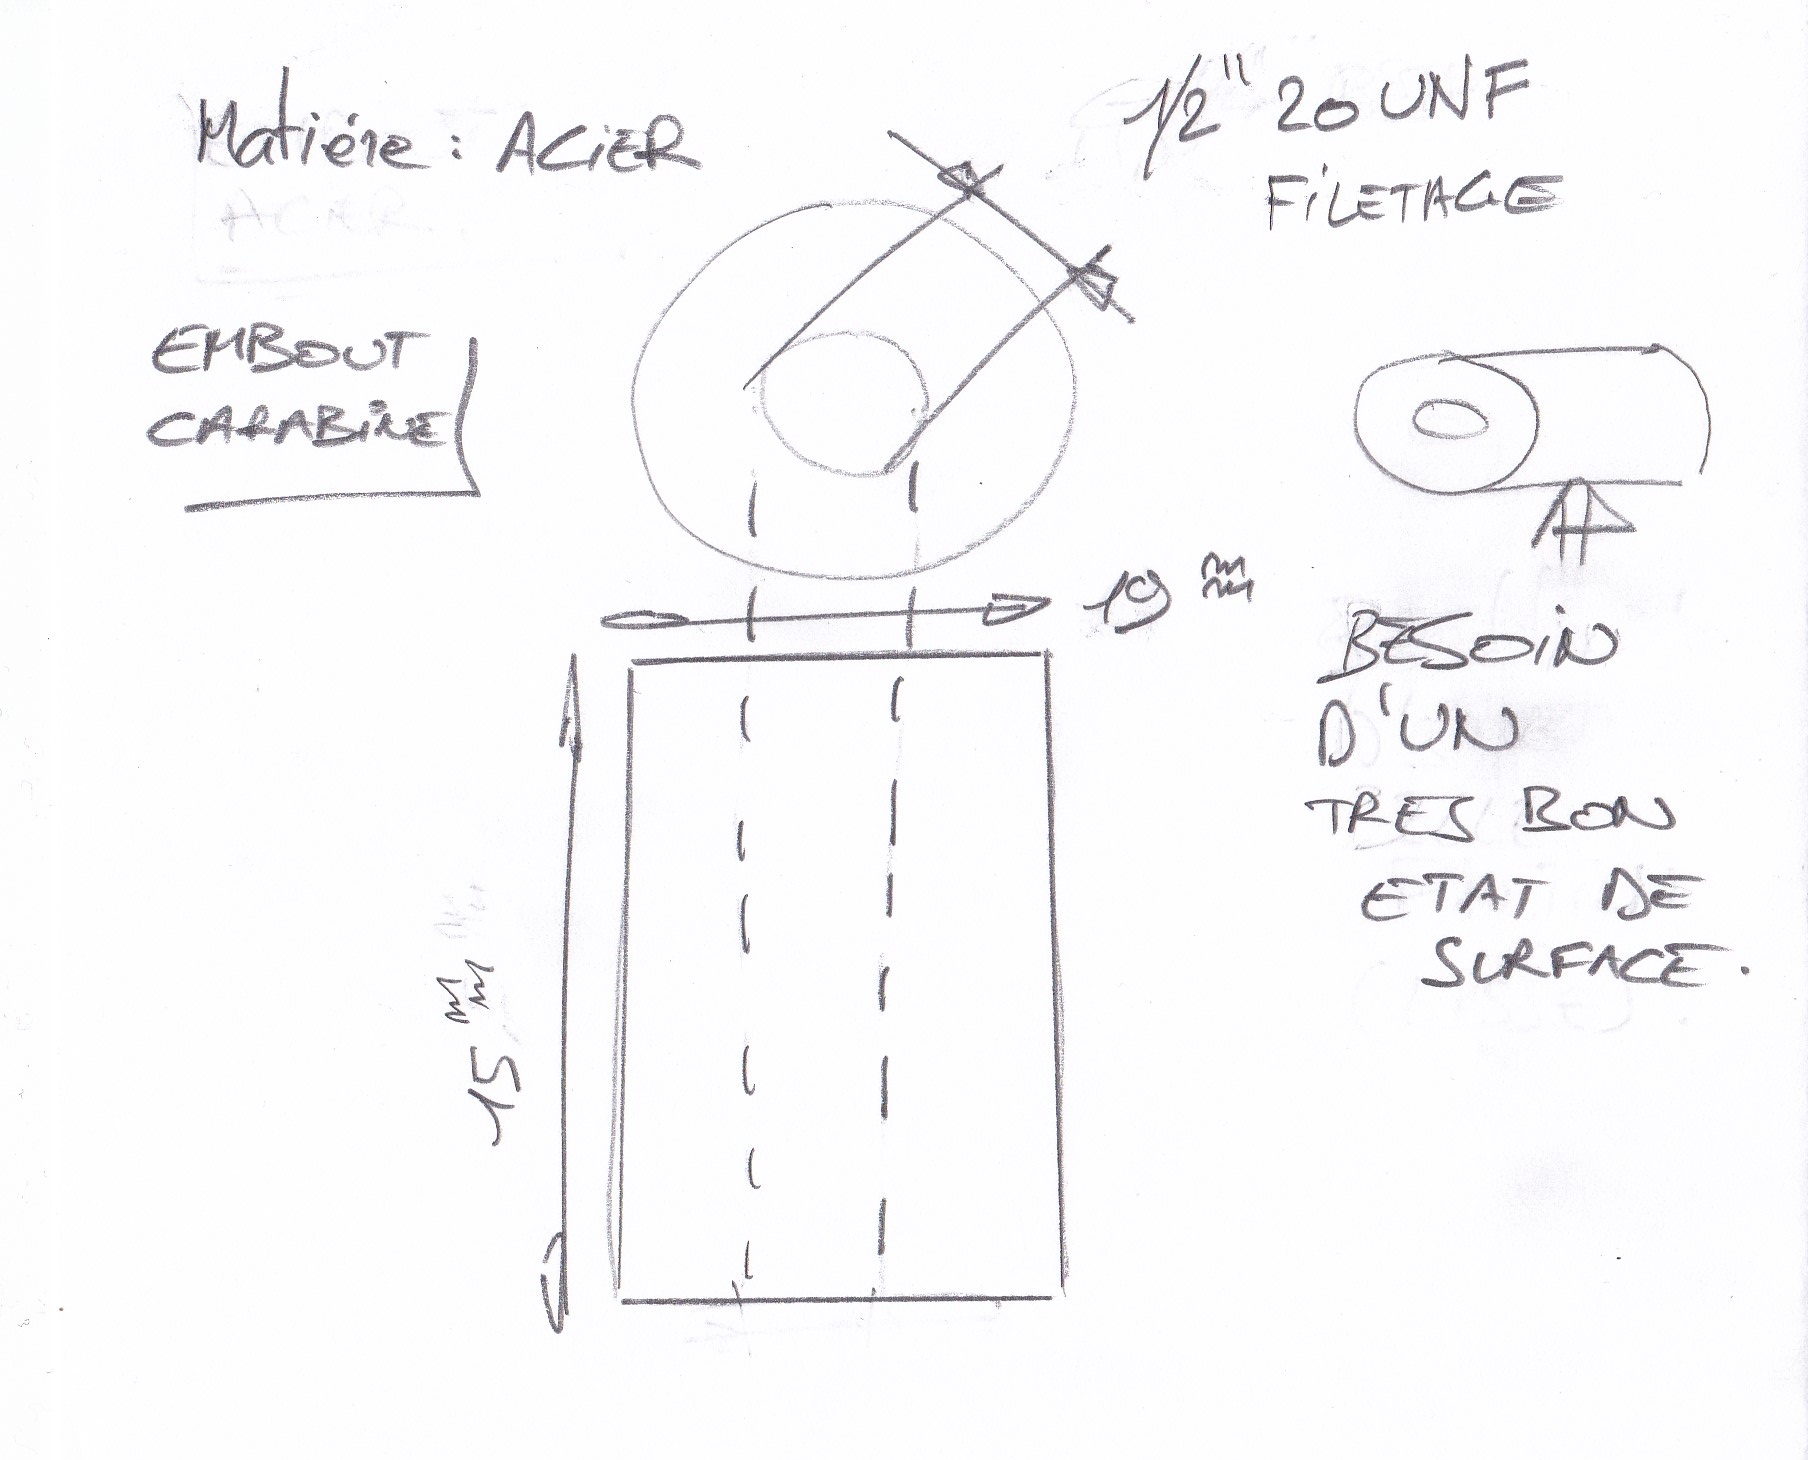 Matiére : ACiER
1/2" 20 UNF
FiLETAGE
EMBOUT
CARABiNE
19 mm
15 mm
BESOiN
D'UN
TRES BON
ETAT DE
SURFACE.